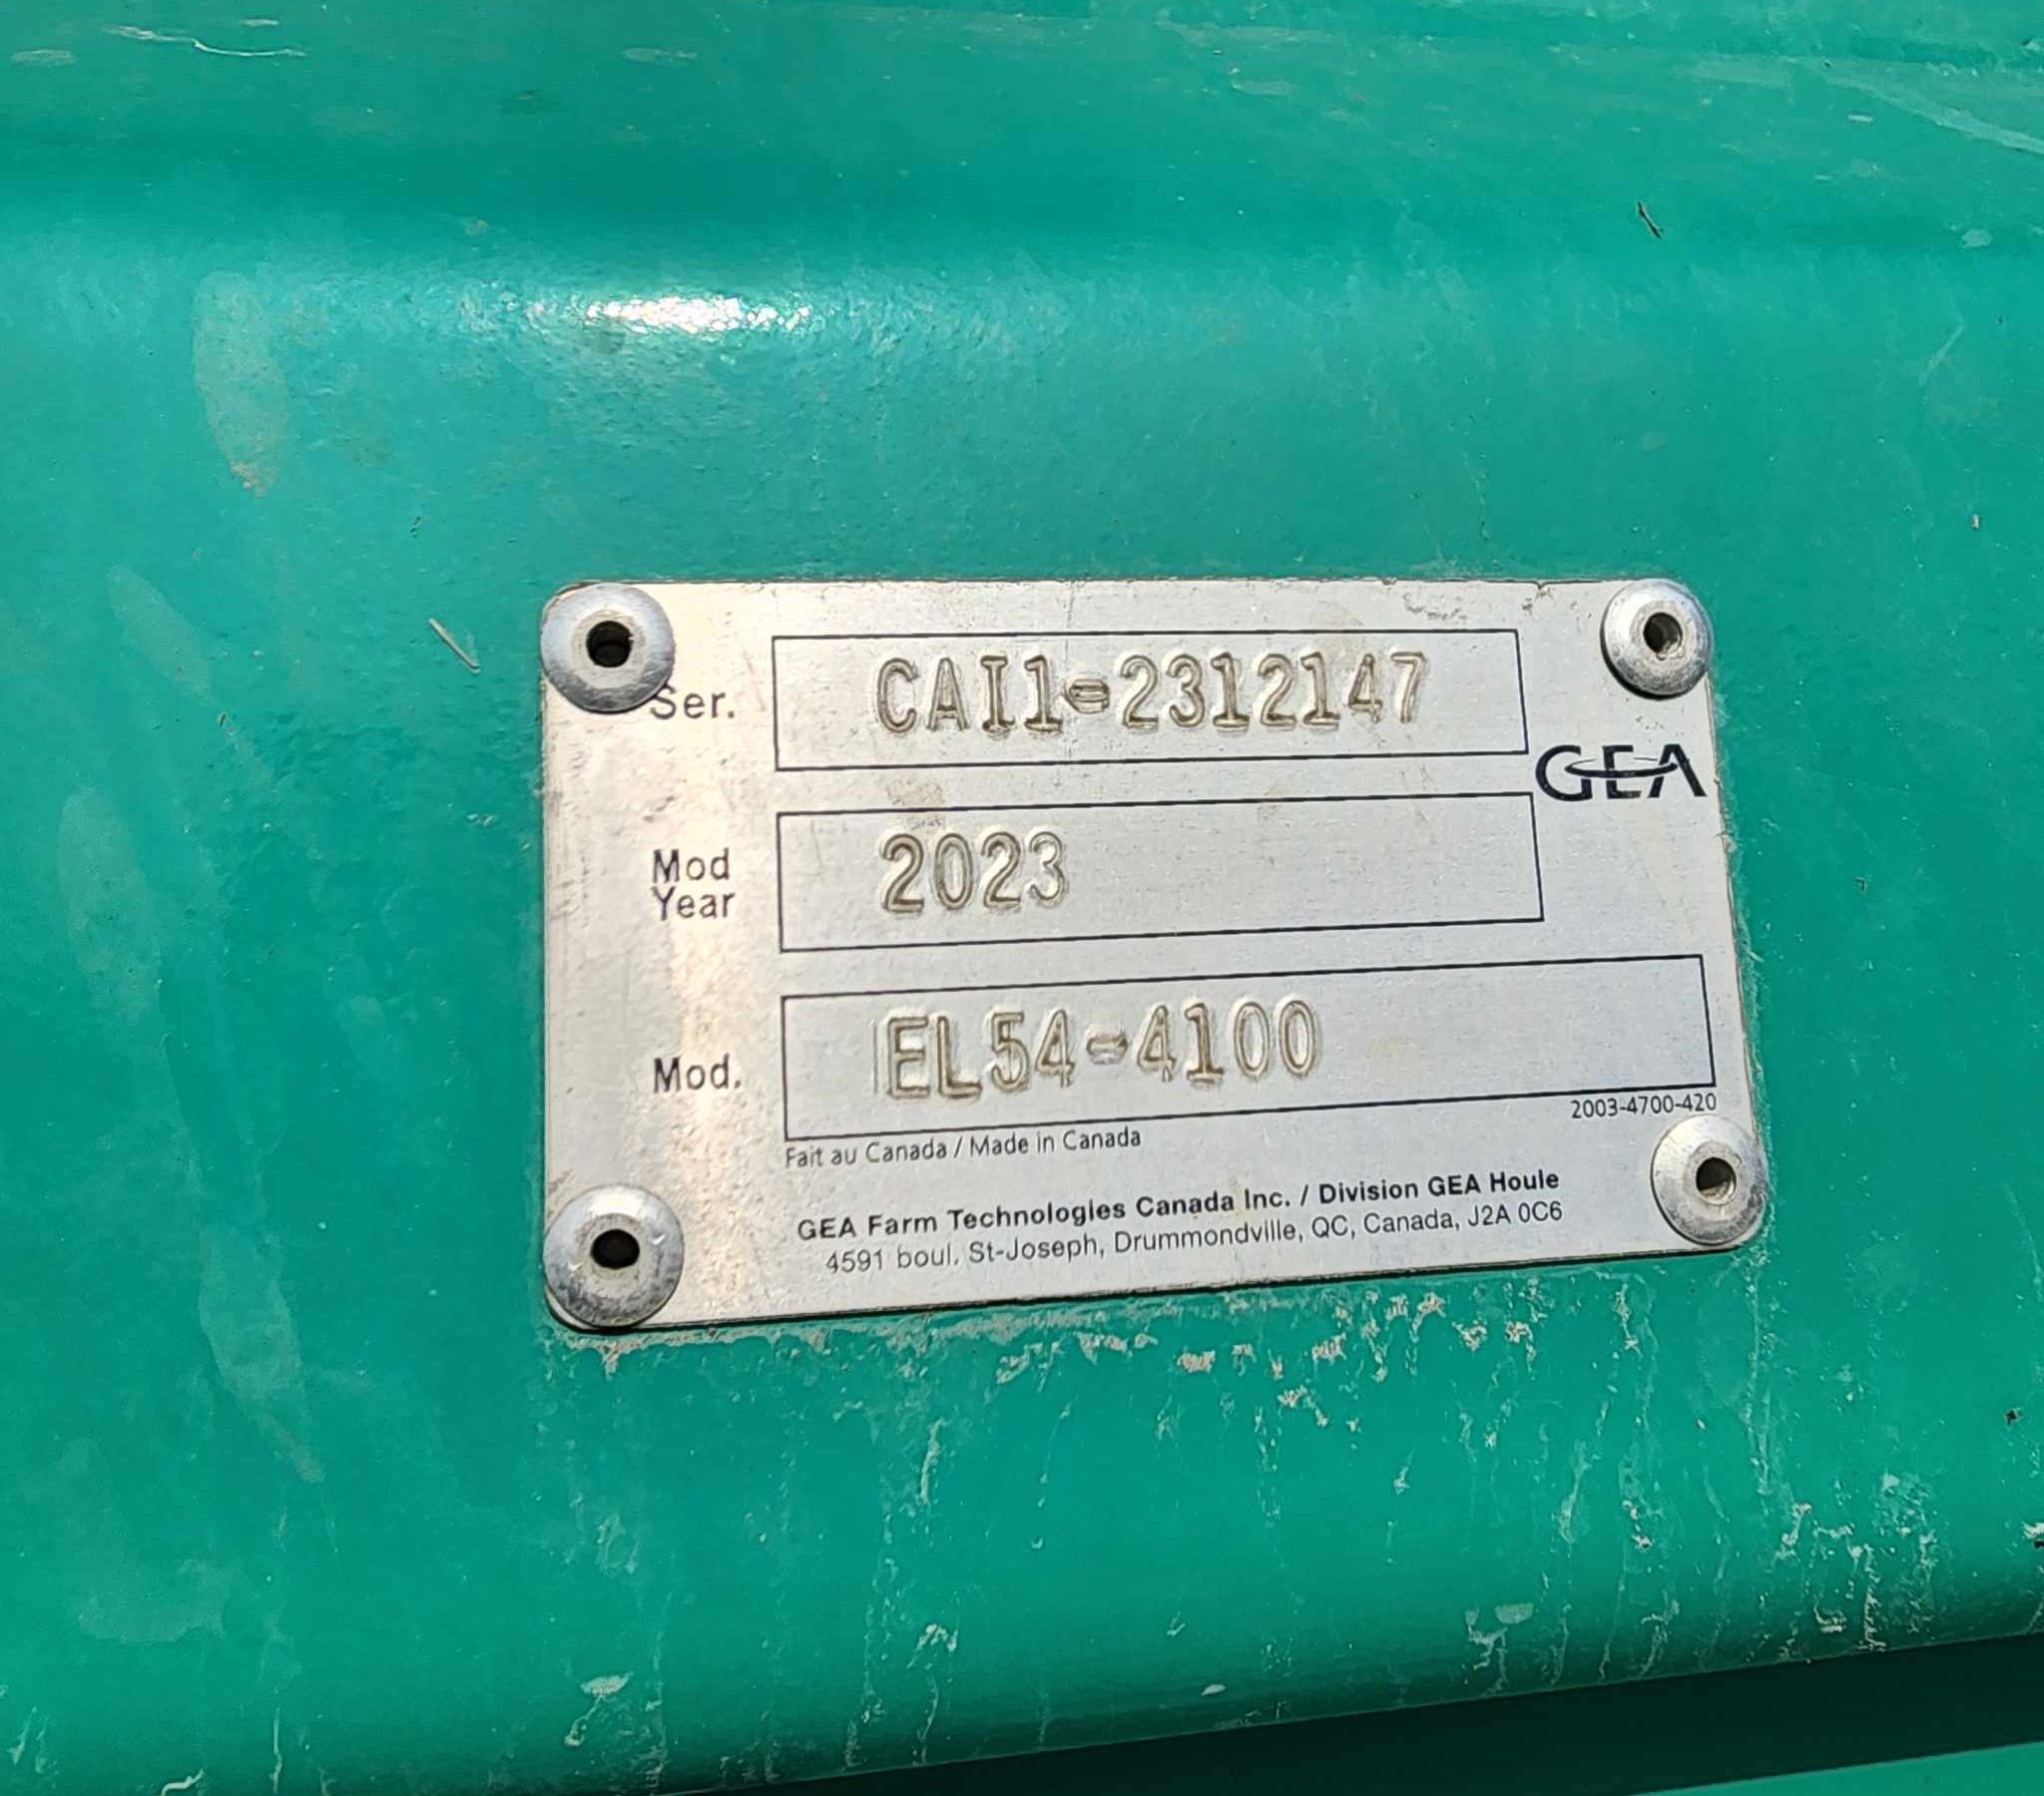 Ser. CAI1-2312147
GEA
Mod
Year
2023
Mod. EL54-4100
2003-4700-420
Fait au Canada / Made in Canada
GEA Farm Technologies Canada Inc. / Division GEA Houle
4591 boul. St-Joseph, Drummondville, QC, Canada, J2A 0C6